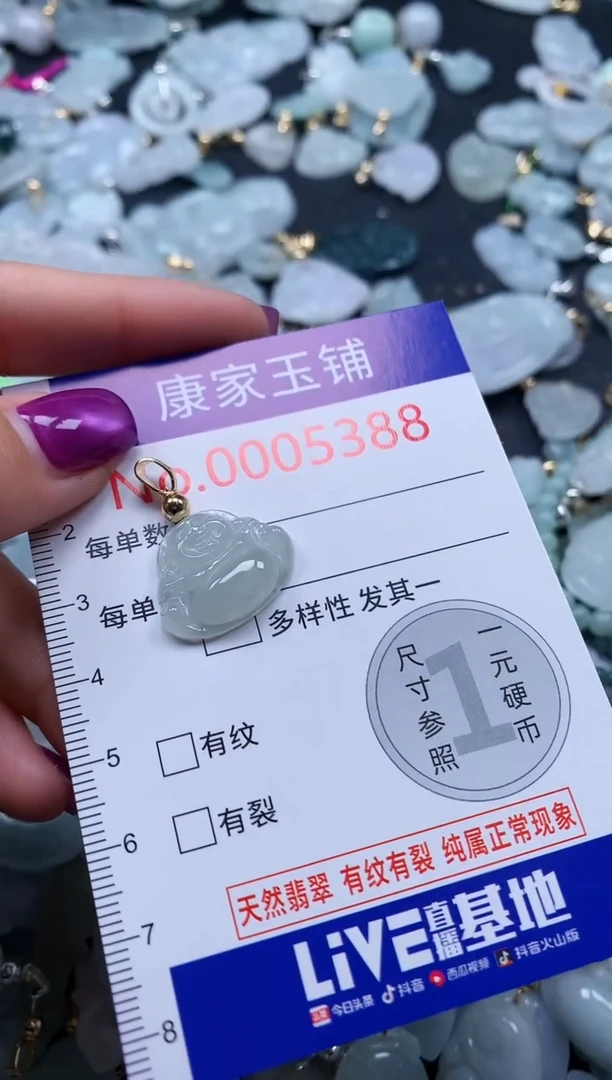 康家玉铺
No.0005388
2
每单数
3
每单
多样性 发其一
4
尺寸参照
1
一元硬币
5
有纹
6
有裂
天然翡翠 有纹有裂 纯属正常现象
7
LiVE直播基地
今日头条 抖音 西瓜视频 抖音火山版
8